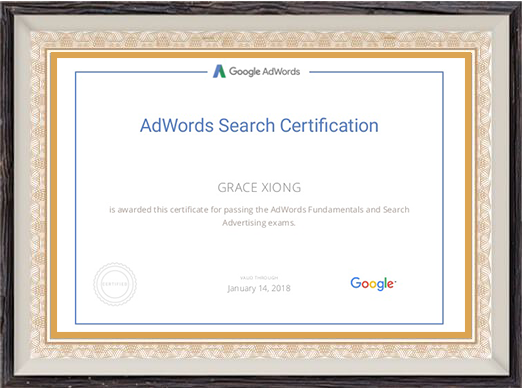 Google AdWords
AdWords Search Certification
GRACE XIONG
is awarded this certificate for passing the AdWords Fundamentals and Search
Advertising exams.
VALID THROUGH
January 14, 2018
CERTIFIED
Google